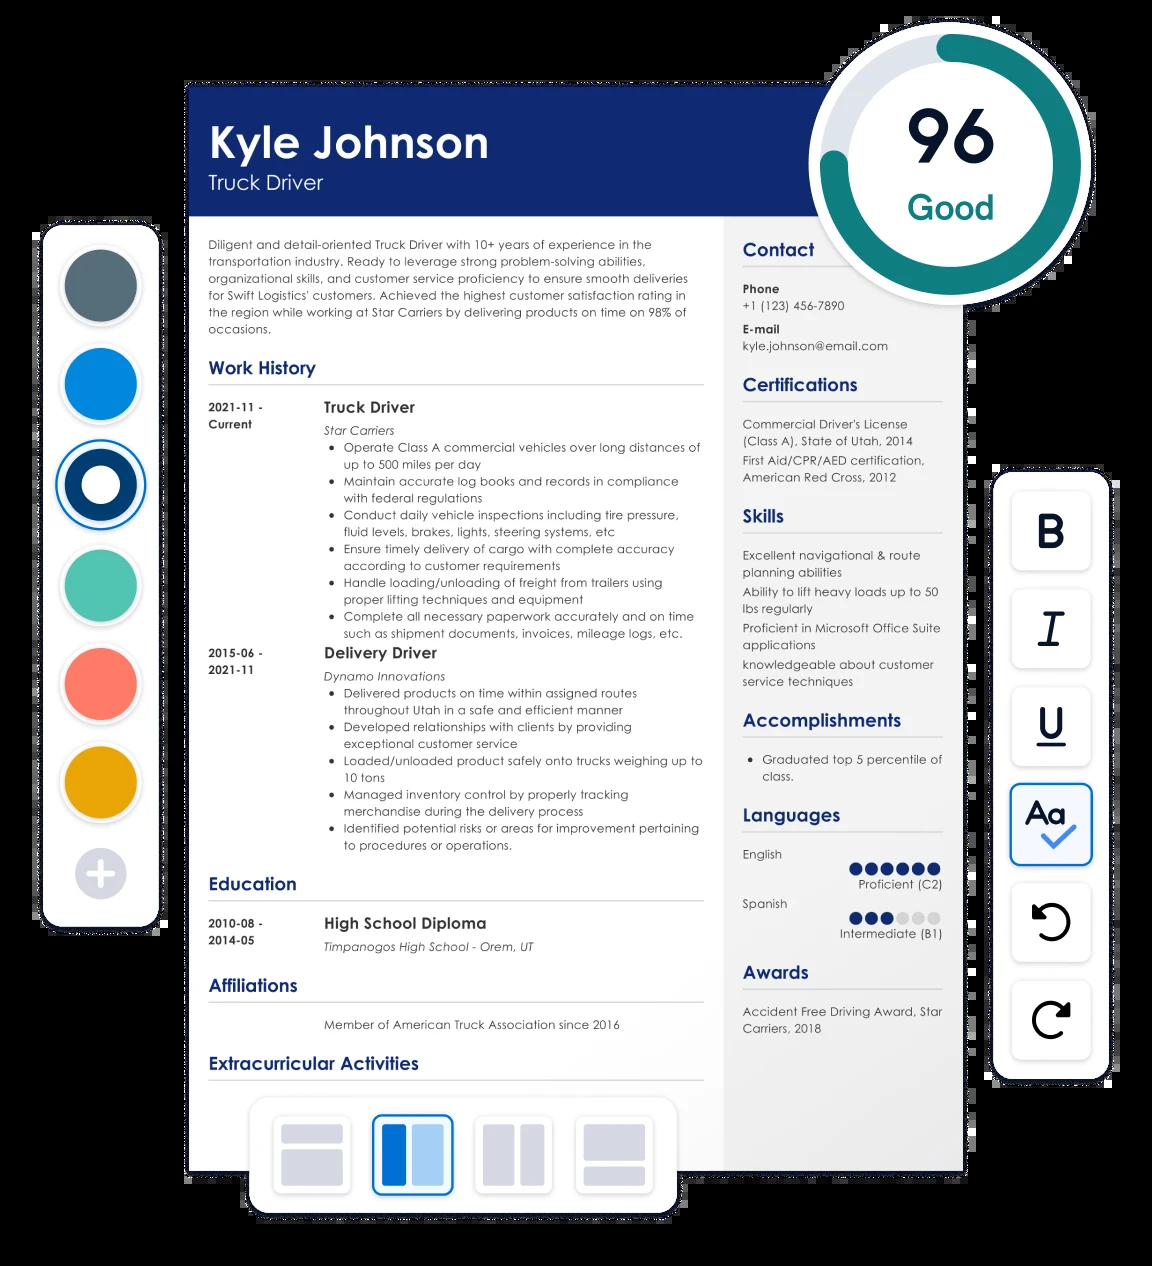 Kyle Johnson
Truck Driver
96
Good
Diligent and detail-oriented Truck Driver with 10+ years of experience in the
transportation industry. Ready to leverage strong problem-solving abilities,
organizational skills, and customer service proficiency to ensure smooth deliveries
for Swift Logistics' customers. Achieved the highest customer satisfaction rating in
the region while working at Star Carriers by delivering products on time on 98% of
occasions.
Work History
2021-11 -
Current
Truck Driver
Star Carriers
• Operate Class A commercial vehicles over long distances of
up to 500 miles per day
• Maintain accurate log books and records in compliance
with federal regulations
• Conduct daily vehicle inspections including tire pressure,
fluid levels, brakes, lights, steering systems, etc
• Ensure timely delivery of cargo with complete accuracy
according to customer requirements
• Handle loading/unloading of freight from trailers using
proper lifting techniques and equipment
• Complete all necessary paperwork accurately and on time
such as shipment documents, invoices, mileage logs, etc.
2015-06 -
2021-11
Delivery Driver
Dynamo Innovations
• Delivered products on time within assigned routes
throughout Utah in a safe and efficient manner
• Developed relationships with clients by providing
exceptional customer service
• Loaded/unloaded product safely onto trucks weighing up to
10 tons
• Managed inventory control by properly tracking
merchandise during the delivery process
• Identified potential risks or areas for improvement pertaining
to procedures or operations.
Education
2010-08 -
2014-05
High School Diploma
Timpanogos High School - Orem, UT
Affiliations
Member of American Truck Association since 2016
Extracurricular Activities
Contact
Phone
+1 (123) 456-7890
E-mail
kyle.johnson@email.com
Certifications
Commercial Driver's License
(Class A), State of Utah, 2014
First Aid/CPR/AED certification,
American Red Cross, 2012
Skills
Excellent navigational & route
planning abilities
Ability to lift heavy loads up to 50
lbs regularly
Proficient in Microsoft Office Suite
applications
knowledgeable about customer
service techniques
Accomplishments
• Graduated top 5 percentile of
class.
Languages
English
Proficient (C2)
Spanish
Intermediate (B1)
Awards
Accident Free Driving Award, Star
Carriers, 2018
B
I
U
Aa